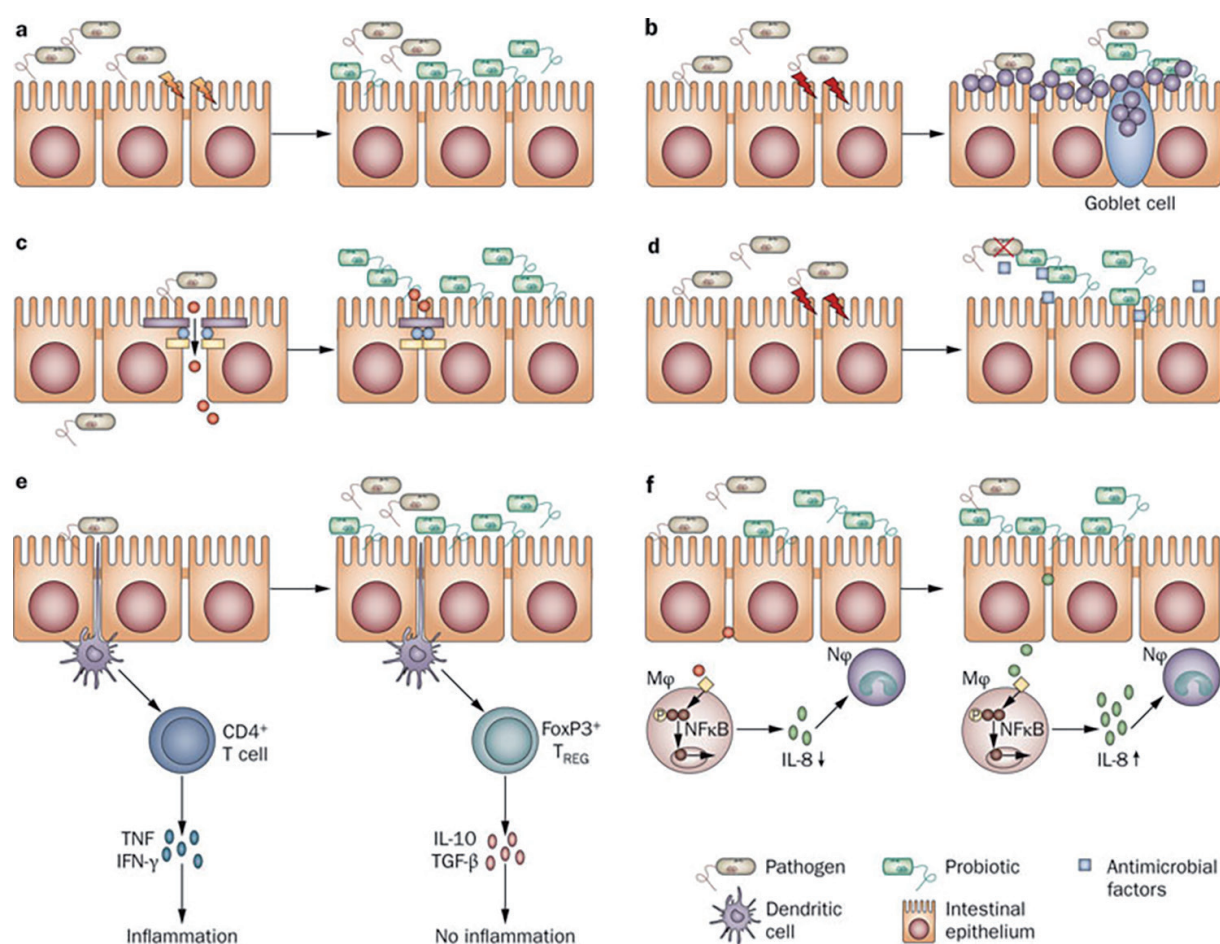 a
b
Goblet cell
c
d
e
CD4⁺
T cell
TNF
IFN-γ
Inflammation
FoxP3⁺
T_REG
IL-10
TGF-β
No inflammation
f
Mφ
P
NFκB
IL-8 ↓
Nφ
Mφ
P
NFκB
IL-8 ↑
Nφ
Pathogen
Probiotic
Antimicrobial
factors
Dendritic
cell
Intestinal
epithelium